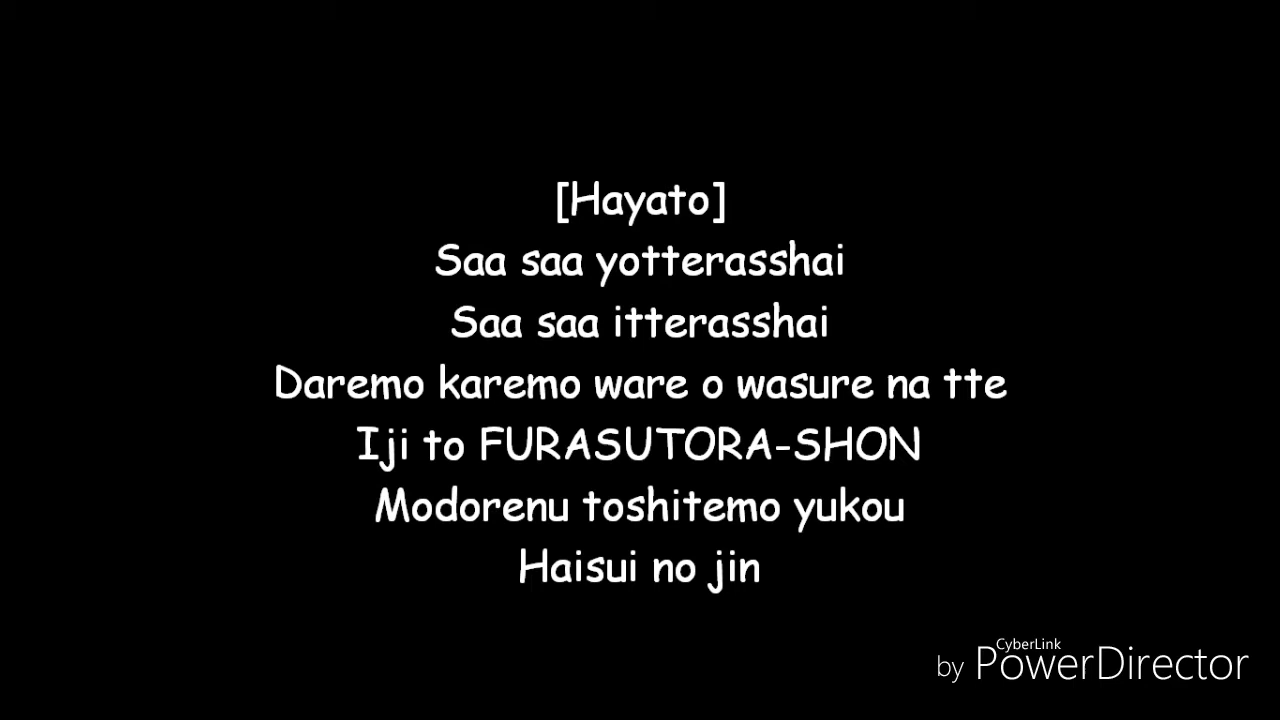 [Hayato]
Saa saa yotterasshai
Saa saa itterasshai
Daremo karemo ware o wasure na tte
Iji to FURASUTORA-SHON
Modorenu toshitemo yukou
Haisui no jin
CyberLink
by PowerDirector